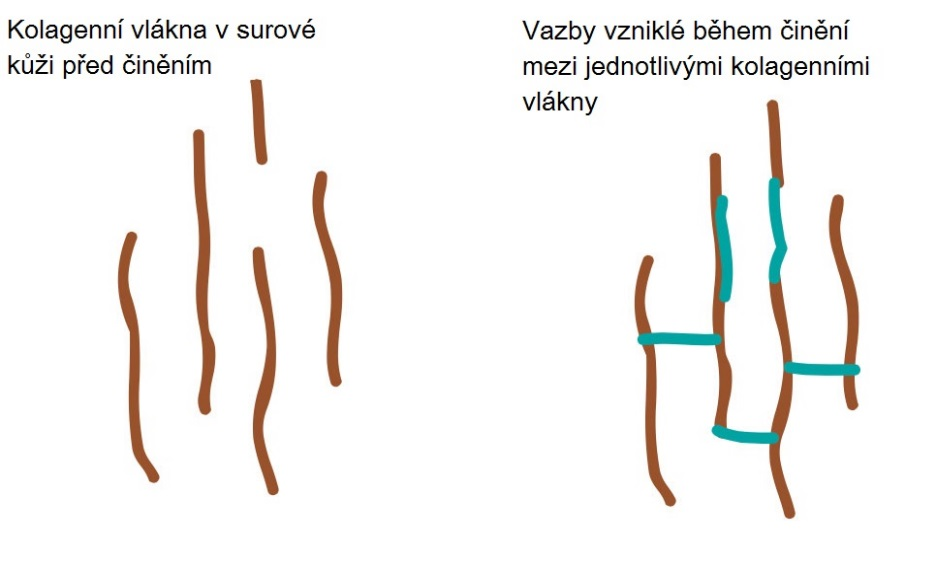 Kolagenní vlákna v surové
kůži před činěním
Vazby vzniklé během činění
mezi jednotlivými kolagenními
vlákny